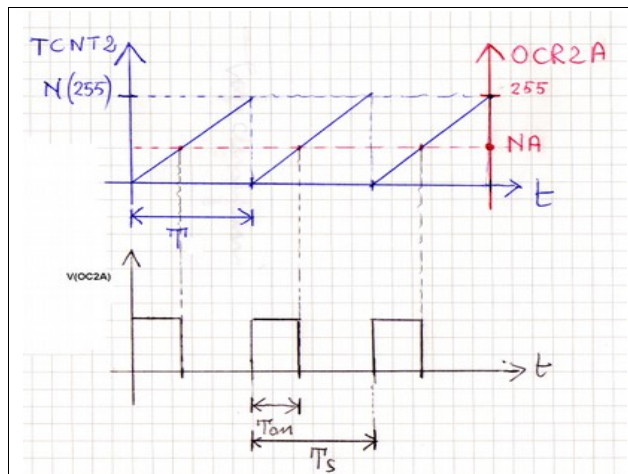 TCNT2
OCR2A
N(255)
255
NA
t
T
V(OC2A)
t
Ton
Ts